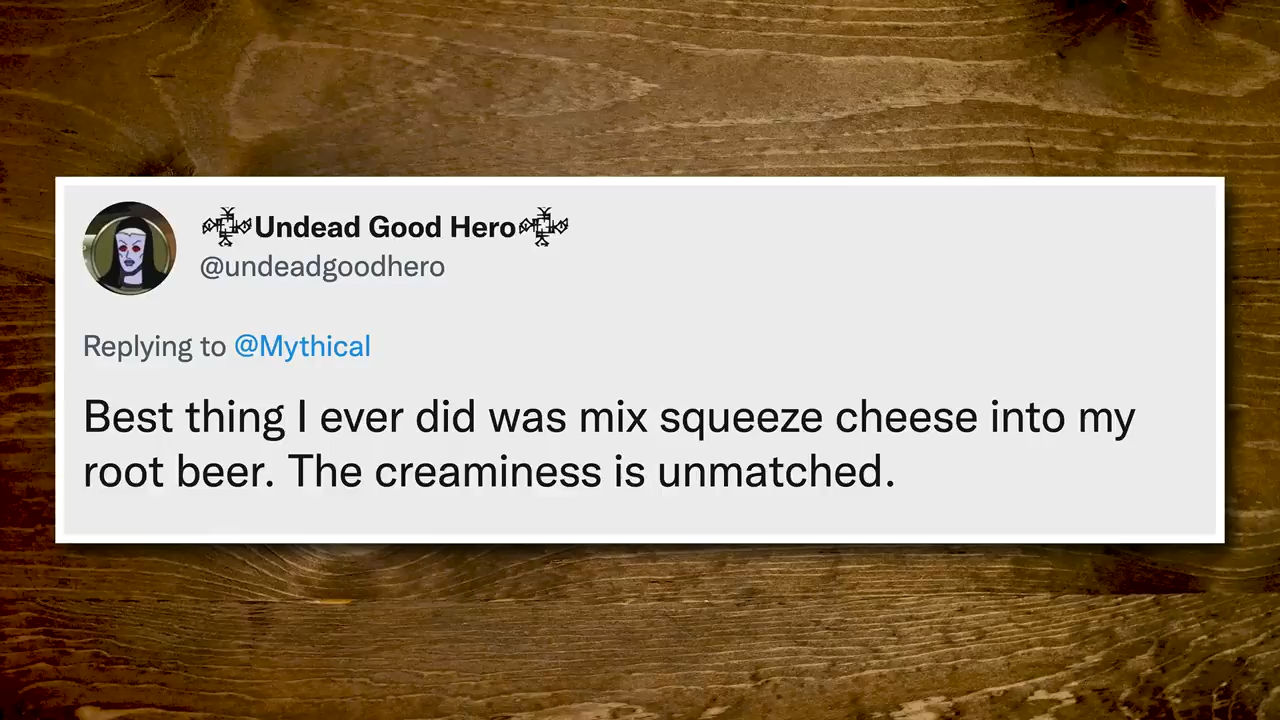 Undead Good Hero
@undeadgoodhero
Replying to @Mythical
Best thing I ever did was mix squeeze cheese into my
root beer. The creaminess is unmatched.